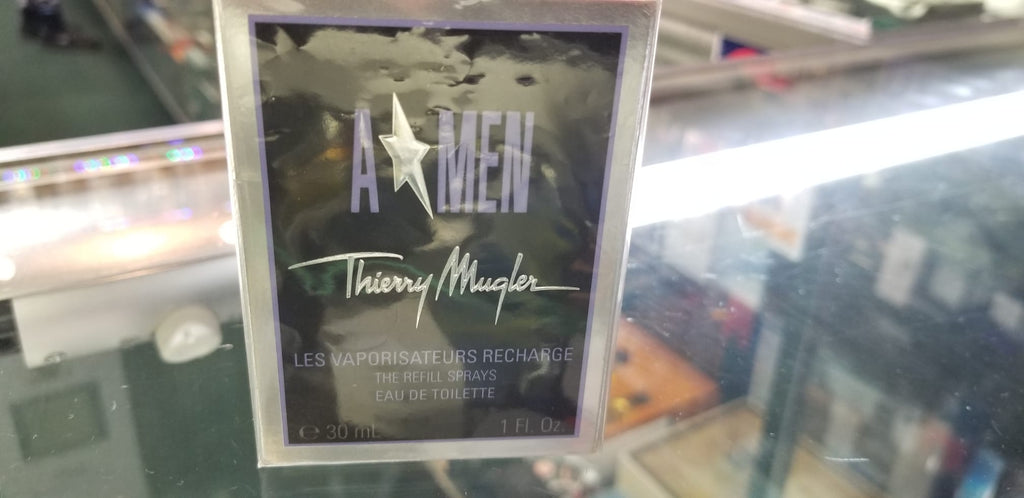 A MEN
Thierry Mugler
LES VAPORISATEURS RECHARGE
THE REFILL SPRAYS
EAU DE TOILETTE
℮ 30 mL 1 Fl. Oz.